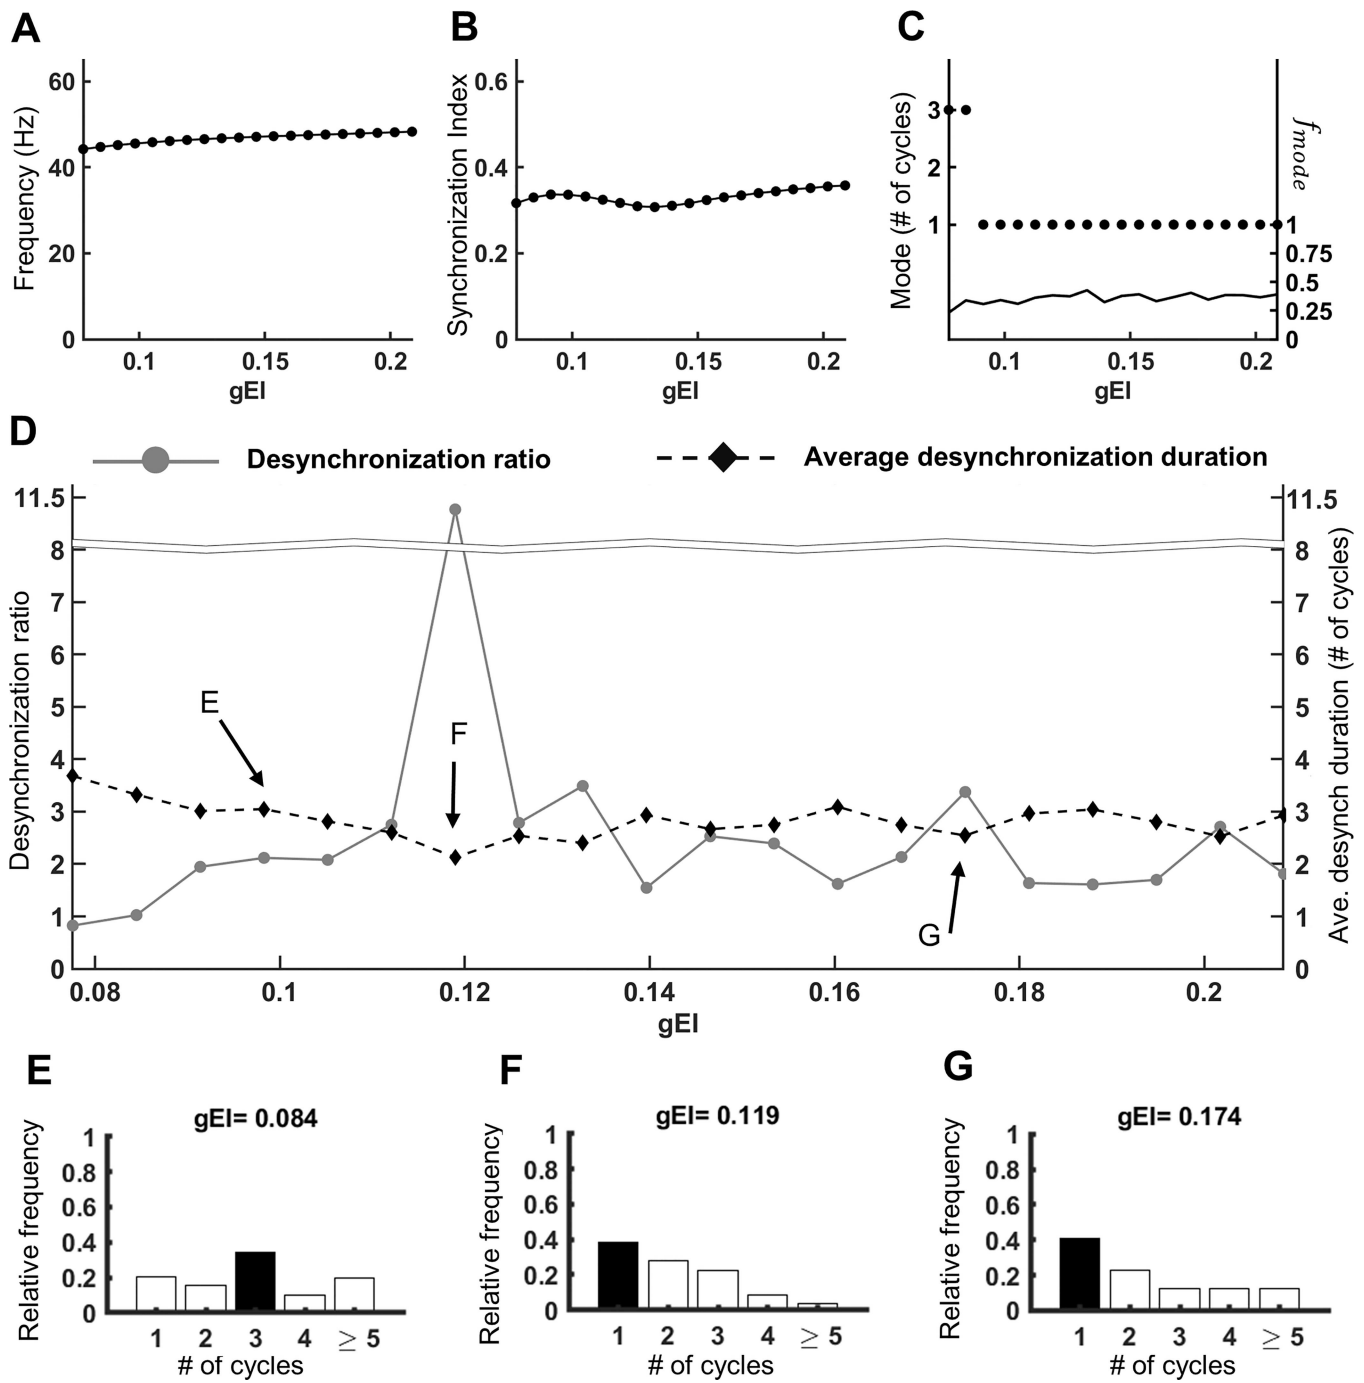 A
B
C
Frequency (Hz)
60
40
20
0
0.1
0.15
0.2
gEI
Synchronization Index
0.6
0.4
0.2
0
0.1
0.15
0.2
gEI
Mode (# of cycles)
3
2
1
0.1
0.15
0.2
gEI
1
0.75
0.5
0.25
0
fmode
D
Desynchronization ratio
Average desynchronization duration
Desynchronization ratio
11.5
8
7
6
5
4
3
2
1
0
E
F
G
0.08
0.1
0.12
0.14
0.16
0.18
0.2
gEI
11.5
8
7
6
5
4
3
2
1
0
Ave. desynch duration (# of cycles)
E
gEI= 0.084
Relative frequency
1
0.8
0.6
0.4
0.2
0
1
2
3
4
≥ 5
# of cycles
F
gEI= 0.119
Relative frequency
1
0.8
0.6
0.4
0.2
0
1
2
3
4
≥ 5
# of cycles
G
gEI= 0.174
Relative frequency
1
0.8
0.6
0.4
0.2
0
1
2
3
4
≥ 5
# of cycles